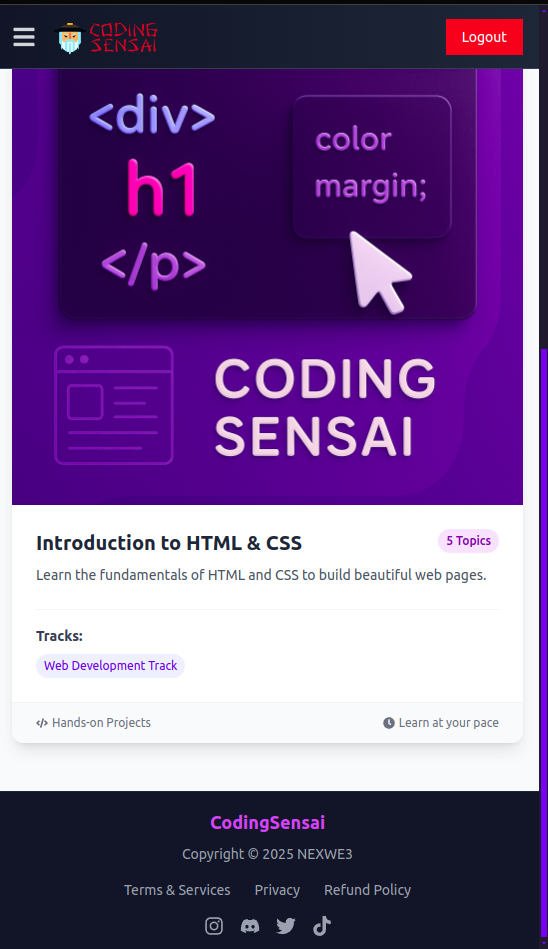 CODING
SENSAI
Logout
<div>
h1
</p>
color
margin;
CODING
SENSAI
Introduction to HTML & CSS
5 Topics
Learn the fundamentals of HTML and CSS to build beautiful web pages.
Tracks:
Web Development Track
</> Hands-on Projects
Learn at your pace
CodingSensai
Copyright © 2025 NEXWE3
Terms & Services Privacy Refund Policy